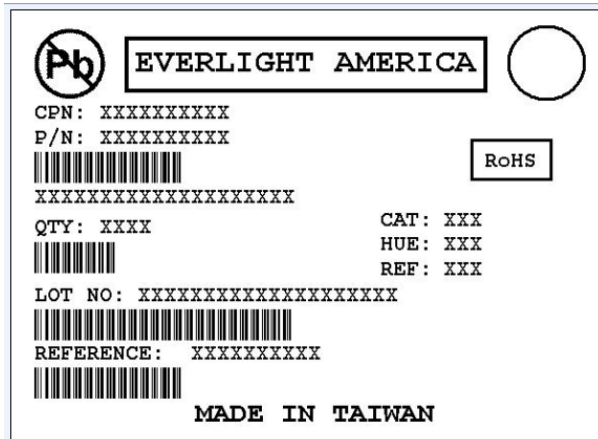 Pb
EVERLIGHT AMERICA
CPN: XXXXXXXXXX
P/N: XXXXXXXXXX
RoHS
XXXXXXXXXXXXXXXXXXXX
QTY: XXXX
CAT: XXX
HUE: XXX
REF: XXX
LOT NO: XXXXXXXXXXXXXXXXXXXX
REFERENCE: XXXXXXXXXX
MADE IN TAIWAN